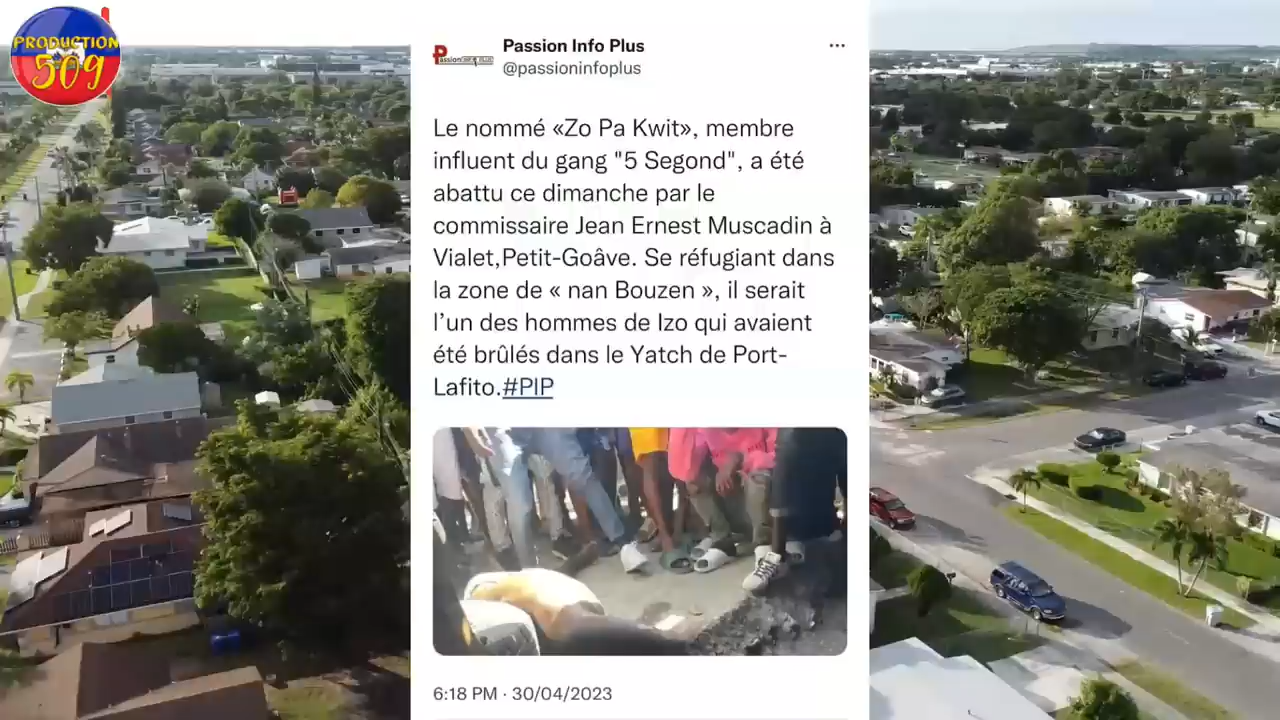 PRODUCTION
509
Passion Info Plus
@passioninfoplus
Passion INFO PLUS
Le nommé «Zo Pa Kwit», membre
influent du gang "5 Segond", a été
abattu ce dimanche par le
commissaire Jean Ernest Muscadin à
Vialet,Petit-Goâve. Se réfugiant dans
la zone de « nan Bouzen », il serait
l’un des hommes de Izo qui avaient
été brûlés dans le Yatch de Port-
Lafito.#PIP
6:18 PM · 30/04/2023